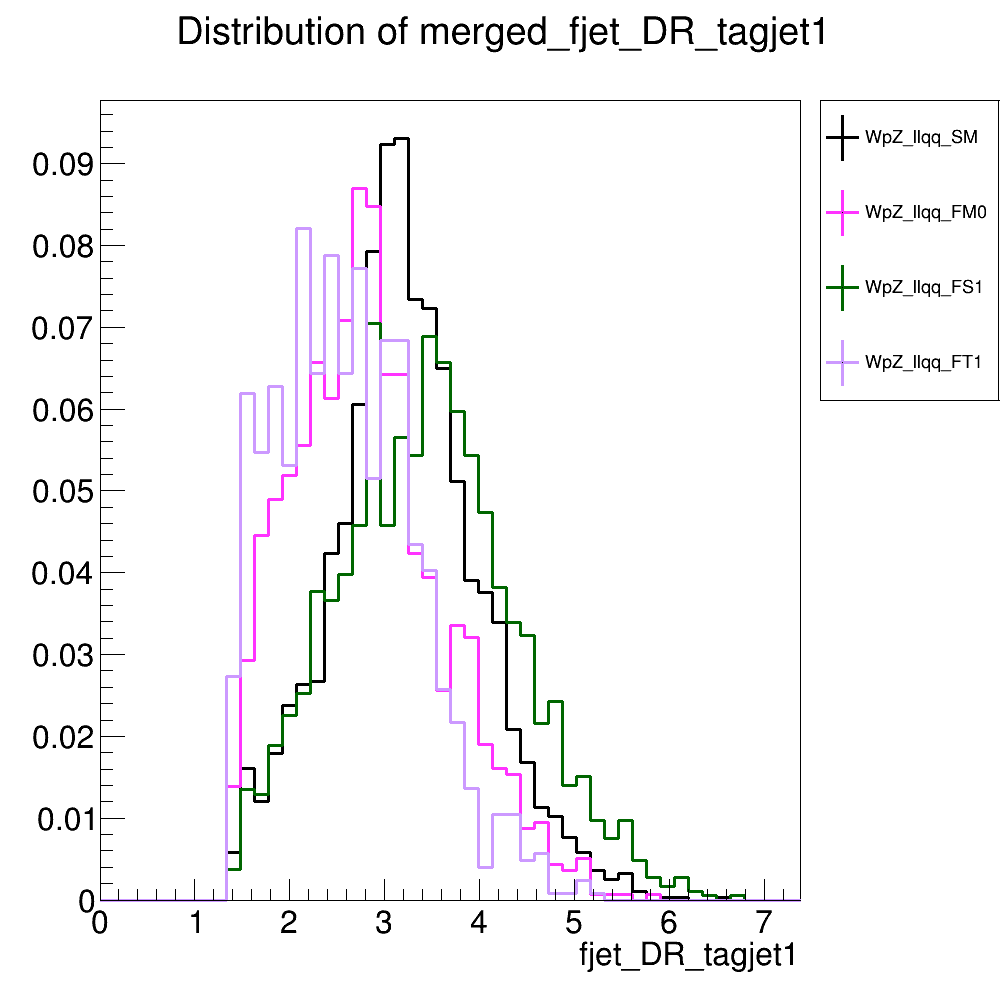 Distribution of merged_fjet_DR_tagjet1
WpZ_llqq_SM
WpZ_llqq_FM0
WpZ_llqq_FS1
WpZ_llqq_FT1
0.09
0.08
0.07
0.06
0.05
0.04
0.03
0.02
0.01
0
0 1 2 3 4 5 6 7
fjet_DR_tagjet1